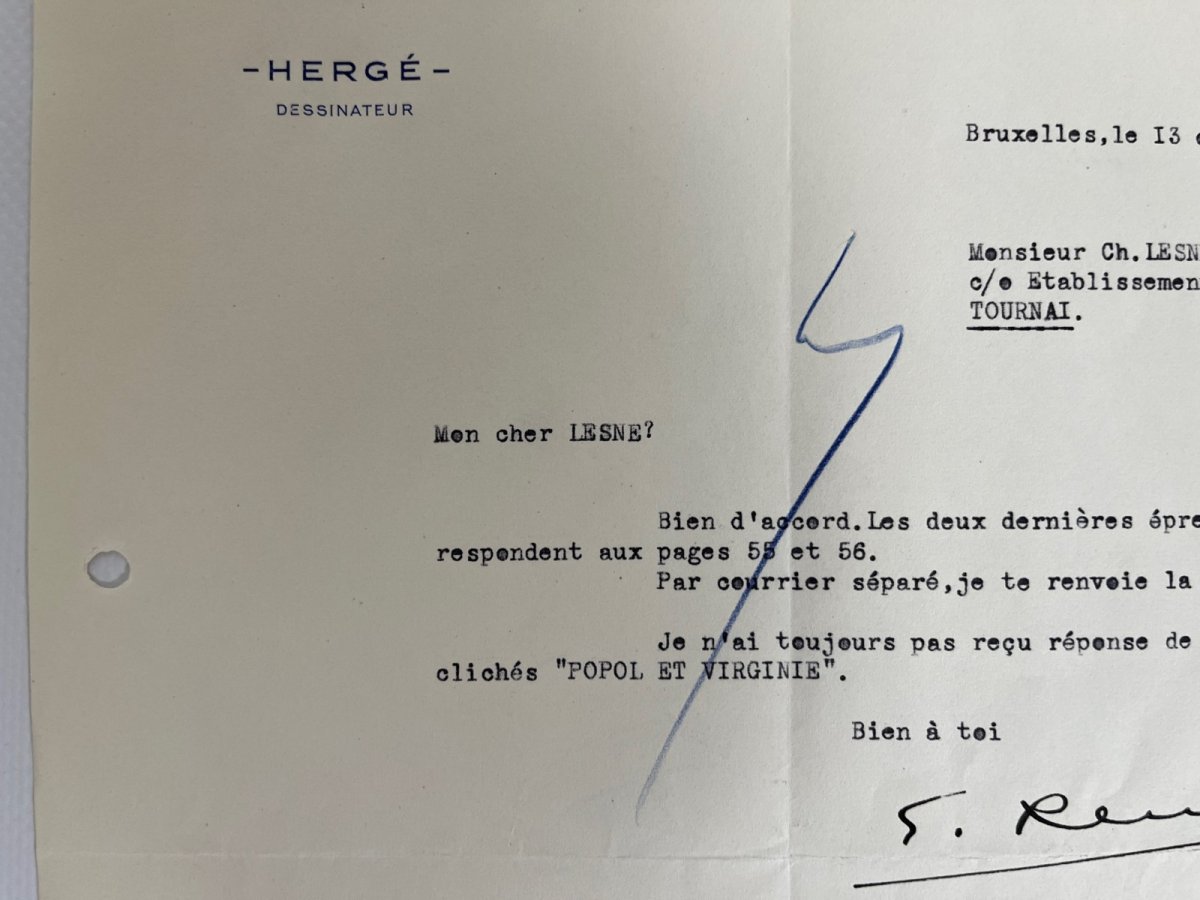 -HERGÉ-
DESSINATEUR
Bruxelles,le I3
Monsieur Ch.LESN
c/o Etablissemen
TOURNAI.
Mon cher LESNE?
Bien d'accord.Les deux dernières épre
respondent aux pages 55 et 56.
Par courrier séparé,je te renvoie la
Je n'ai toujours pas reçu réponse de
clichés "POPOL ET VIRGINIE".
Bien à toi
G. Rem